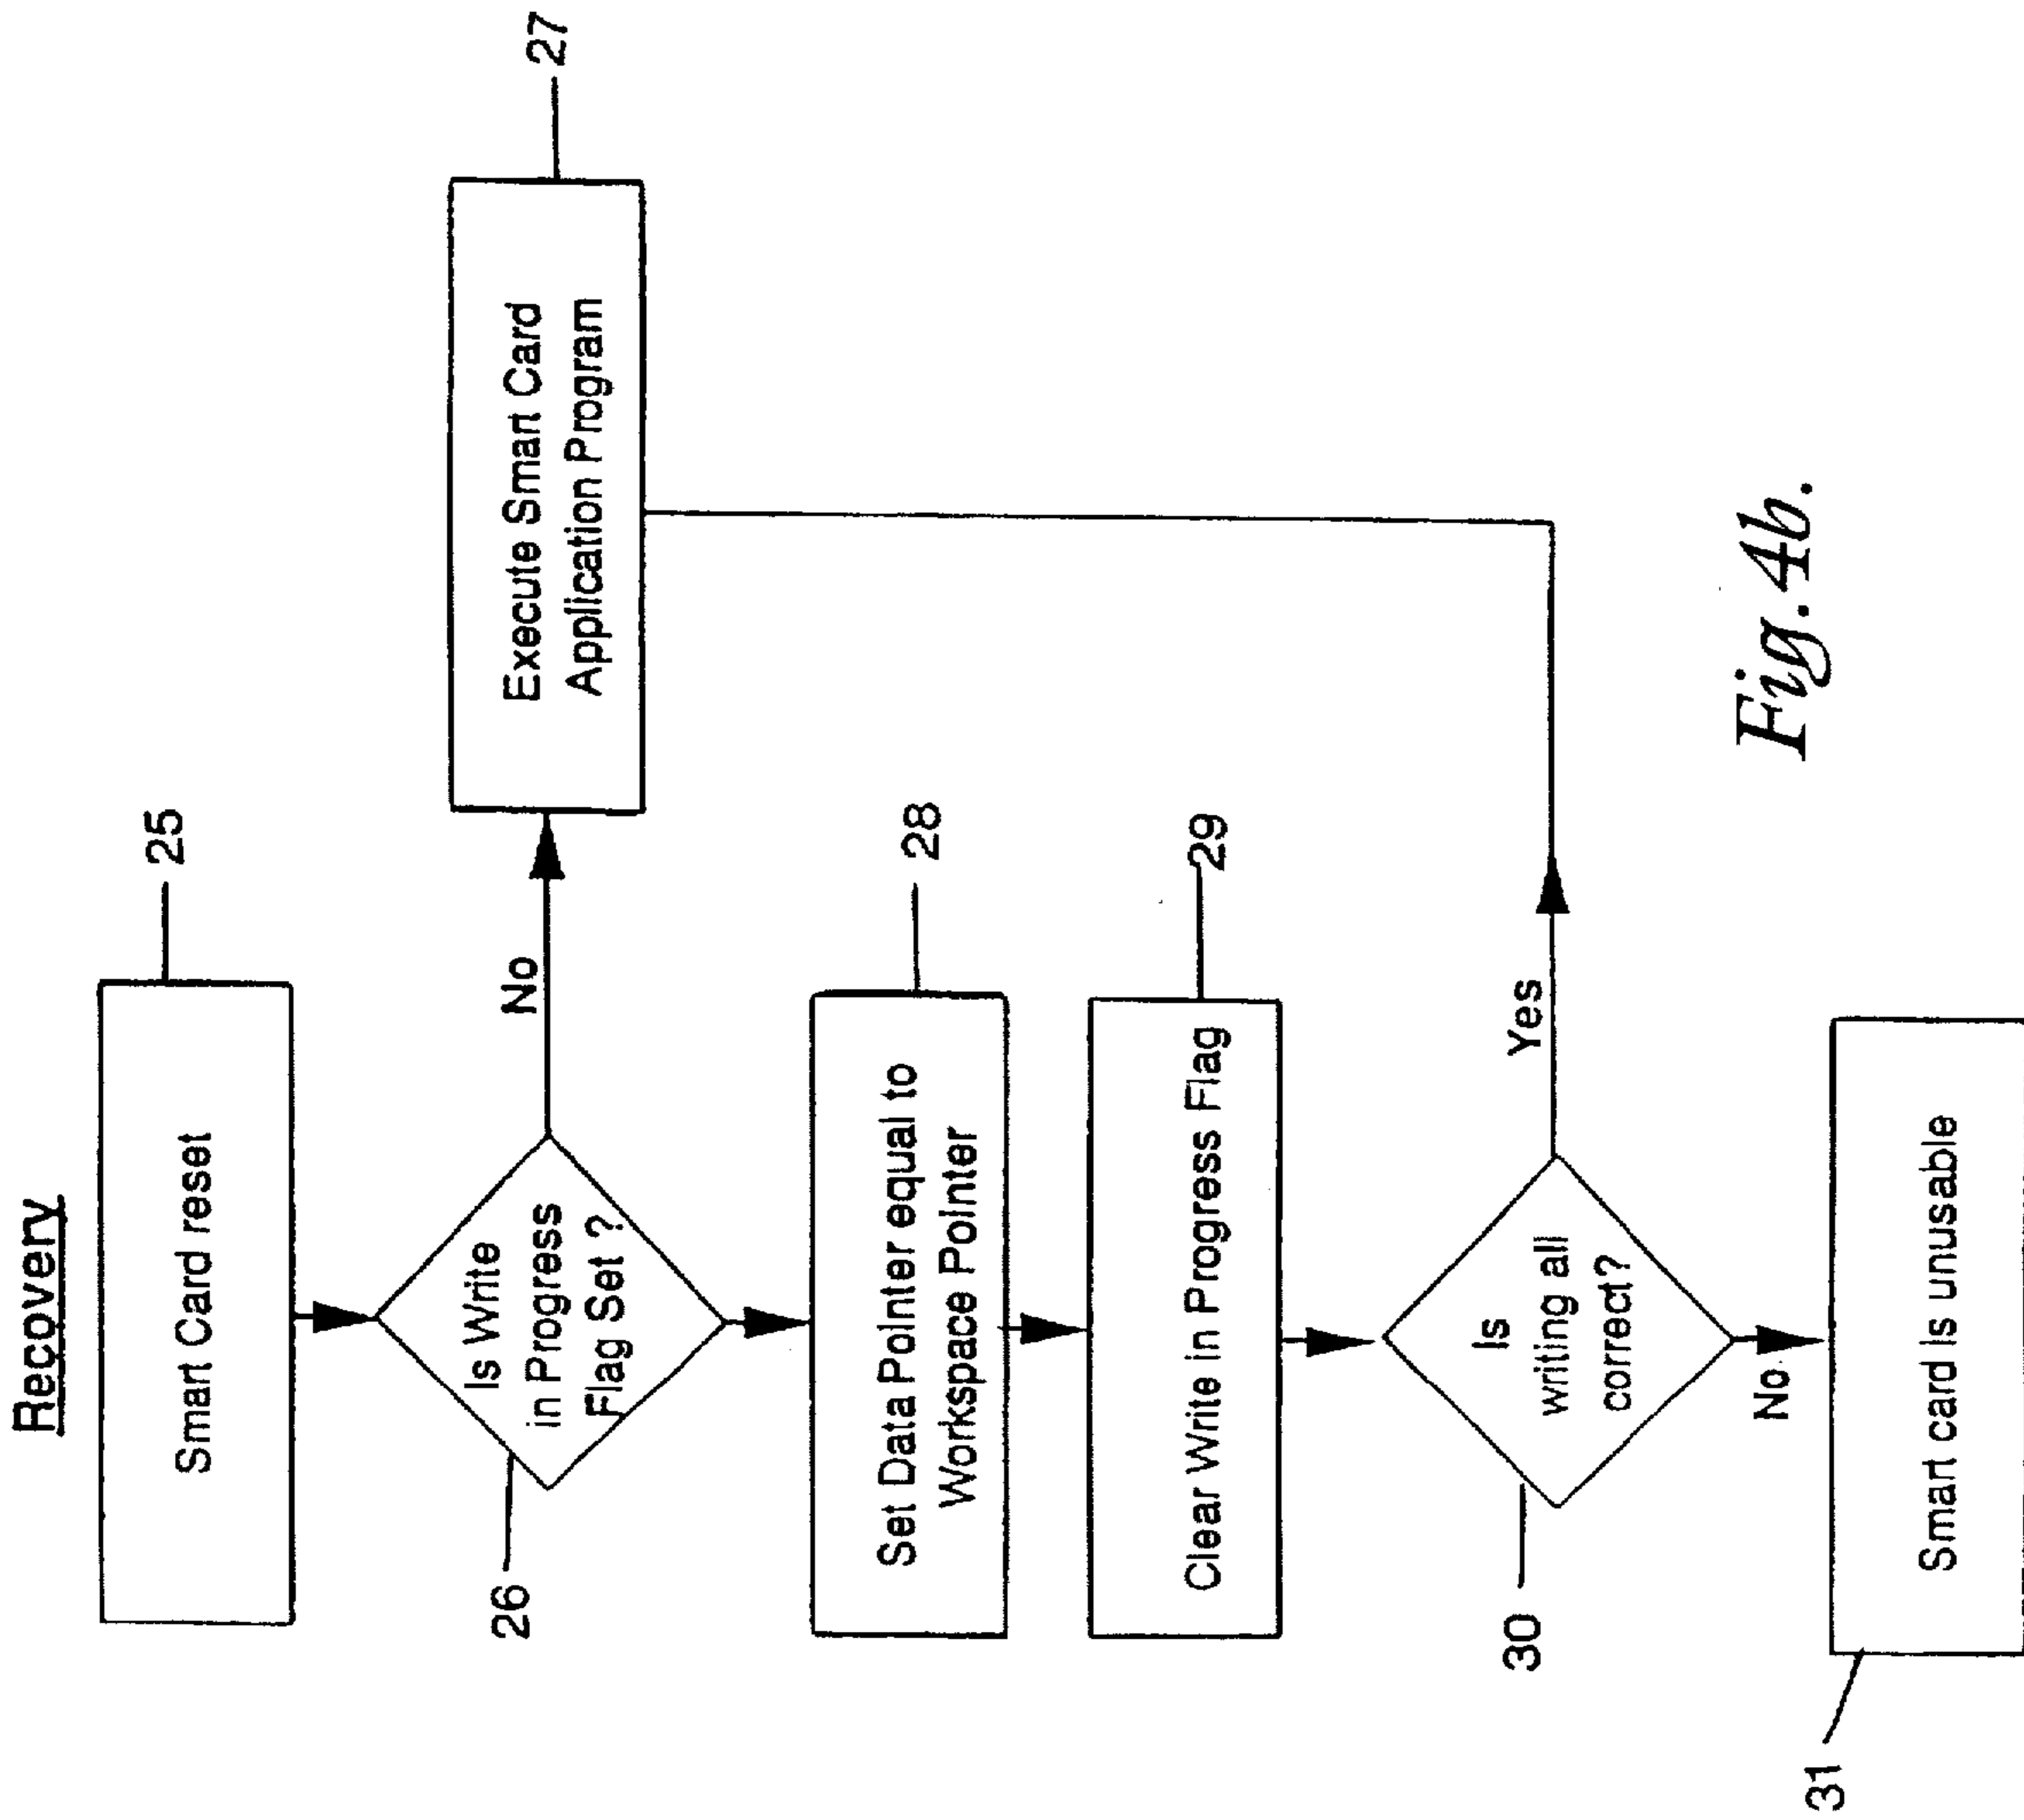 Recovery
Smart Card reset
25
Is Write
in Progress
Flag Set ?
26
No
Execute Smart Card
Application Program
27
Set Data Pointer equal to
Workspace Pointer
28
Clear Write in Progress Flag
29
Is
writing all
correct?
30
Yes
No
Smart card is unusable
31
Fig.4b.